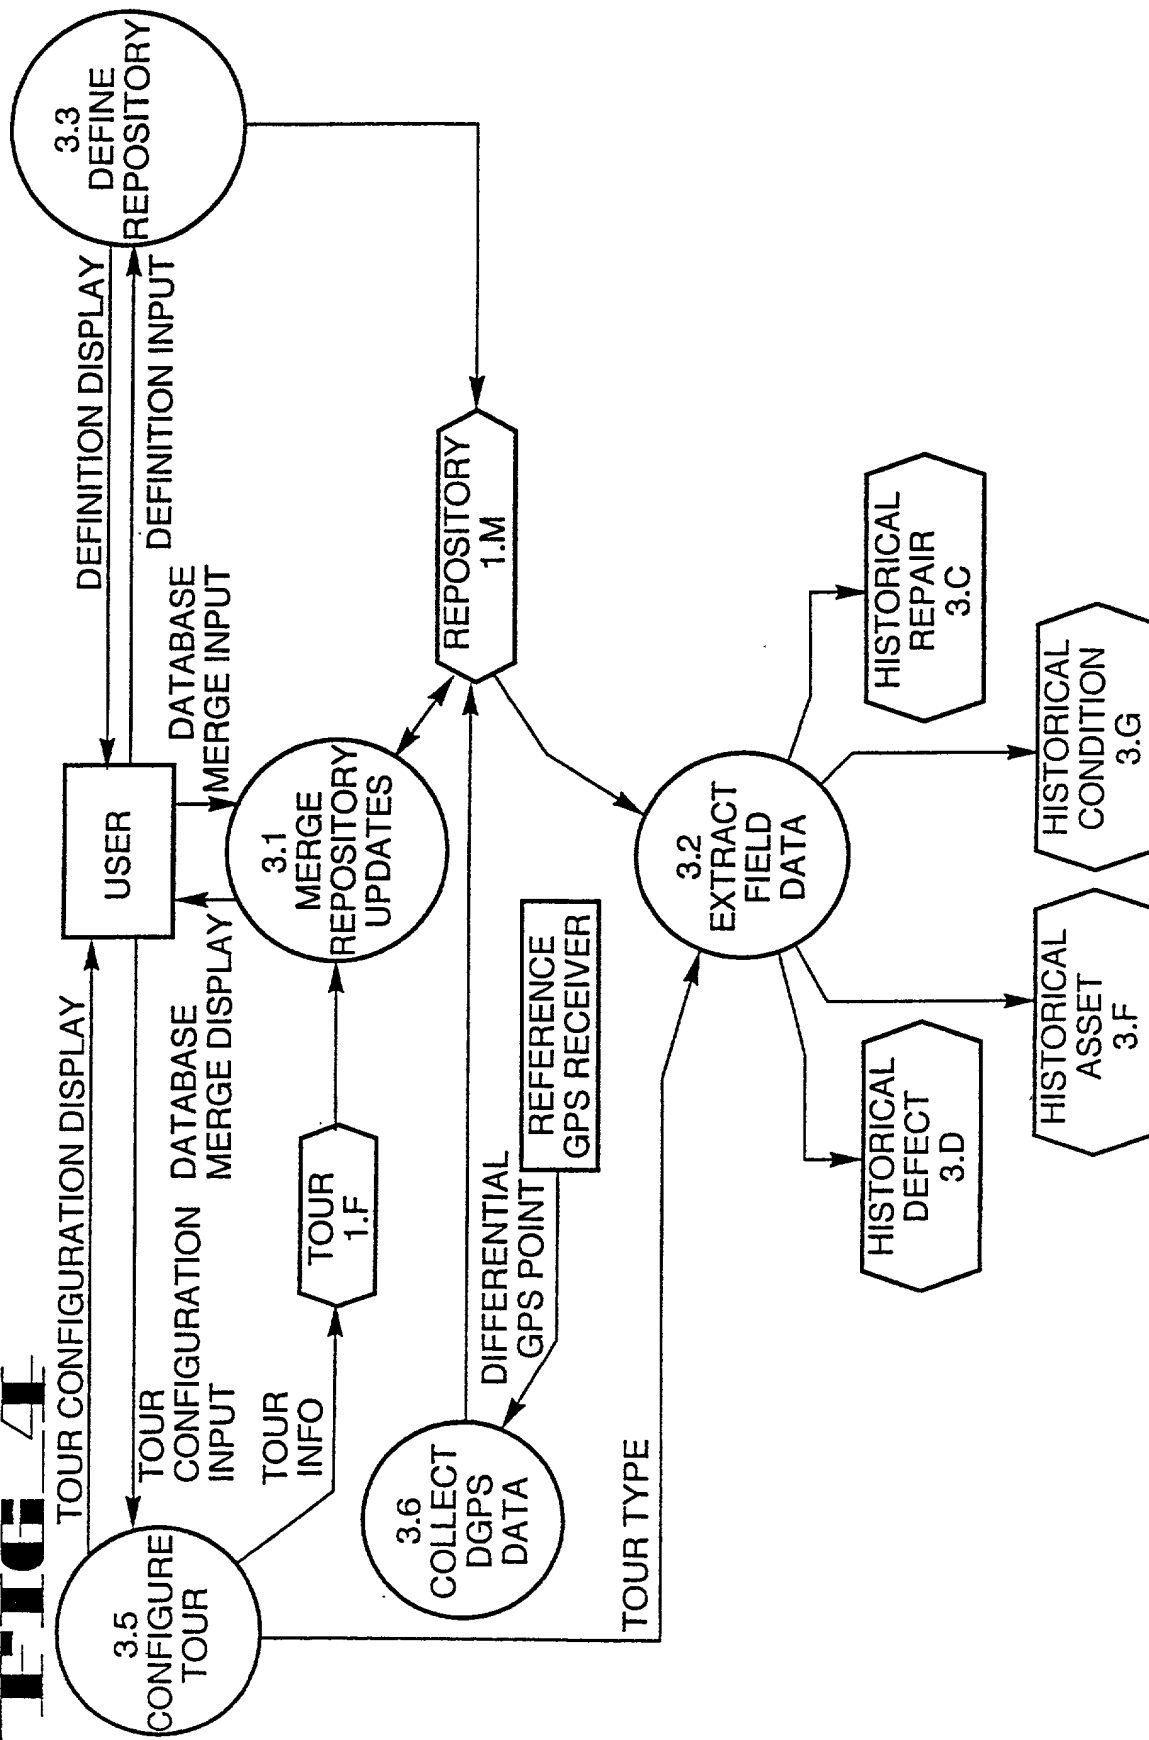 FIG_4
TOUR CONFIGURATION DISPLAY
DEFINITION DISPLAY
3.5
CONFIGURE
TOUR
TOUR
CONFIGURATION
INPUT
USER
DEFINITION INPUT
3.3
DEFINE
REPOSITORY
DATABASE
MERGE DISPLAY
DATABASE
MERGE INPUT
TOUR
INFO
TOUR
1.F
3.1
MERGE
REPOSITORY
UPDATES
REPOSITORY
1.M
3.6
COLLECT
DGPS
DATA
DIFFERENTIAL
GPS POINT
REFERENCE
GPS RECEIVER
TOUR TYPE
3.2
EXTRACT
FIELD
DATA
HISTORICAL
DEFECT
3.D
HISTORICAL
REPAIR
3.C
HISTORICAL
ASSET
3.F
HISTORICAL
CONDITION
3.G